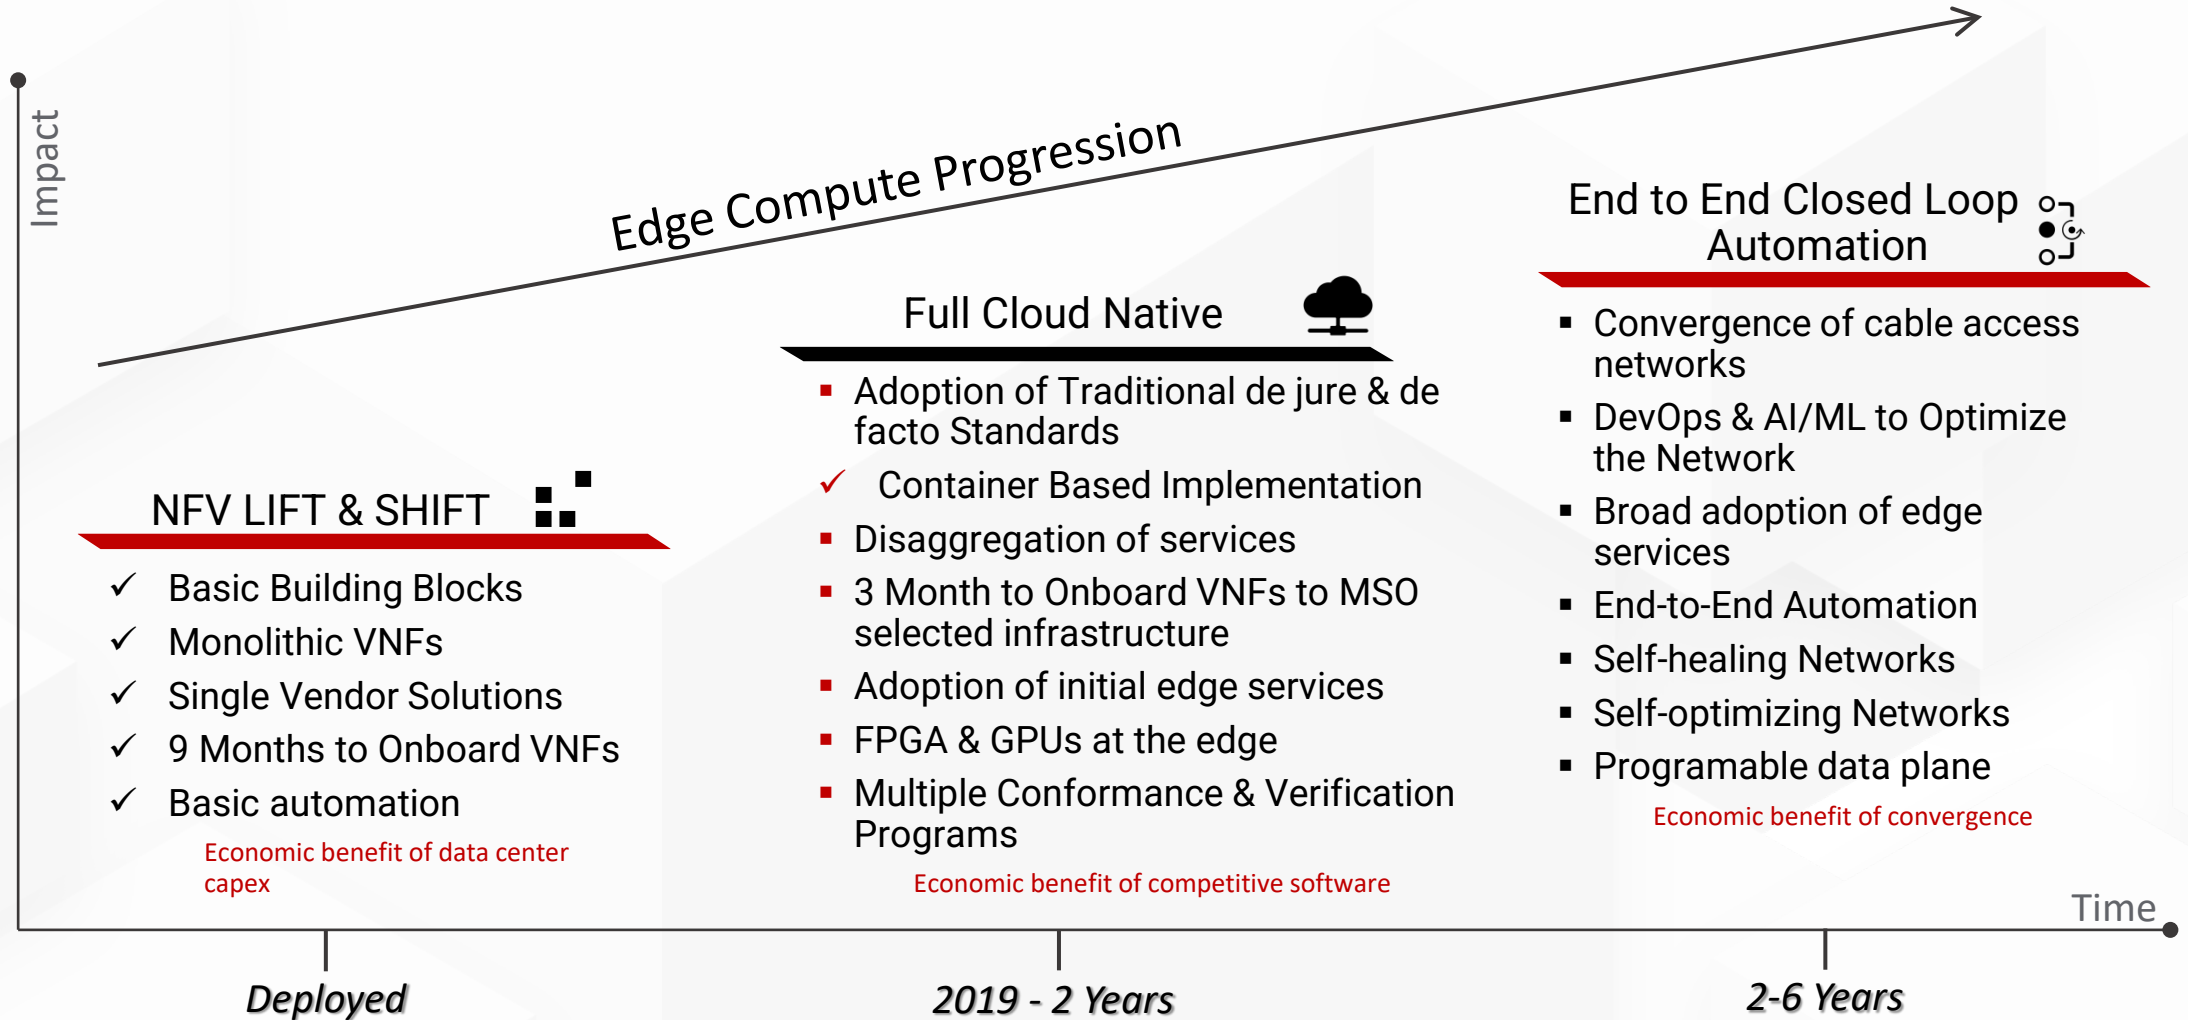 Impact
Edge Compute Progression
NFV LIFT & SHIFT
✓ Basic Building Blocks
✓ Monolithic VNFs
✓ Single Vendor Solutions
✓ 9 Months to Onboard VNFs
✓ Basic automation
Economic benefit of data center
capex
Full Cloud Native
▪ Adoption of Traditional de jure & de
facto Standards
✓ Container Based Implementation
▪ Disaggregation of services
▪ 3 Month to Onboard VNFs to MSO
selected infrastructure
▪ Adoption of initial edge services
▪ FPGA & GPUs at the edge
▪ Multiple Conformance & Verification
Programs
Economic benefit of competitive software
End to End Closed Loop
Automation
▪ Convergence of cable access
networks
▪ DevOps & AI/ML to Optimize
the Network
▪ Broad adoption of edge
services
▪ End-to-End Automation
▪ Self-healing Networks
▪ Self-optimizing Networks
▪ Programable data plane
Economic benefit of convergence
Time
Deployed
2019 - 2 Years
2-6 Years